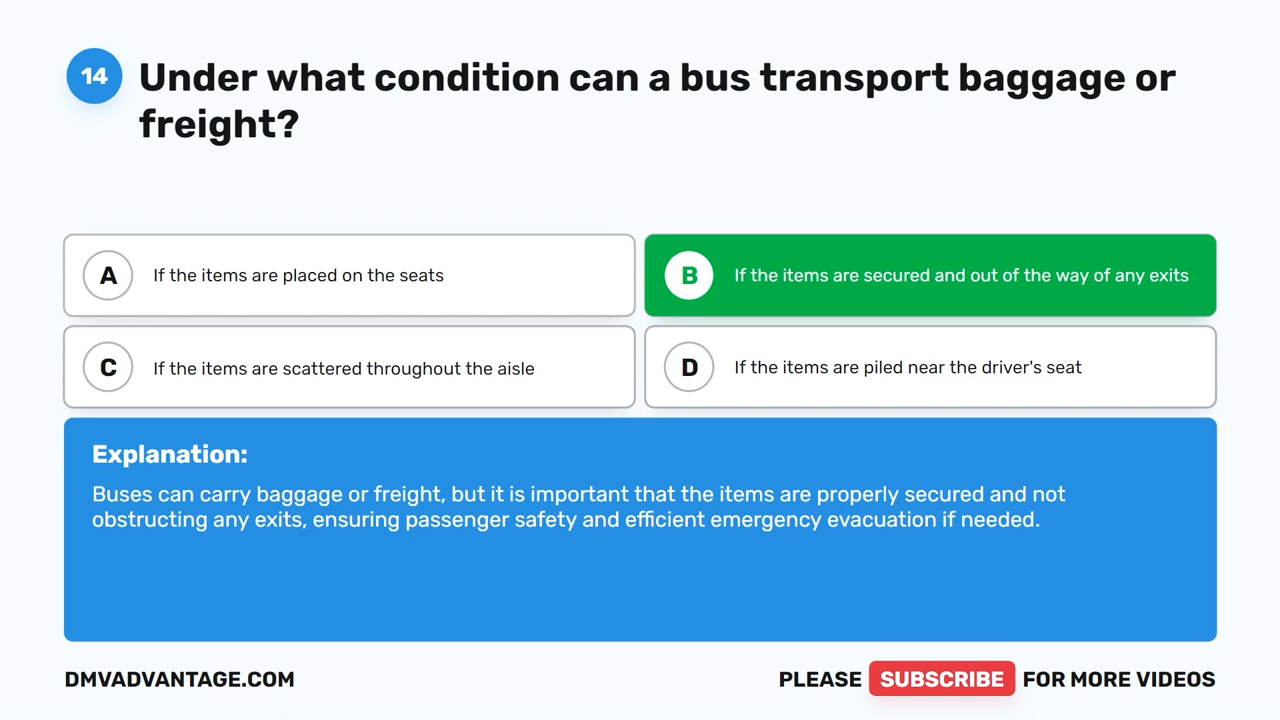 14
Under what condition can a bus transport baggage or
freight?
A
If the items are placed on the seats
B
If the items are secured and out of the way of any exits
C
If the items are scattered throughout the aisle
D
If the items are piled near the driver's seat
Explanation:
Buses can carry baggage or freight, but it is important that the items are properly secured and not
obstructing any exits, ensuring passenger safety and efficient emergency evacuation if needed.
DMVADVANTAGE.COM
PLEASE SUBSCRIBE FOR MORE VIDEOS